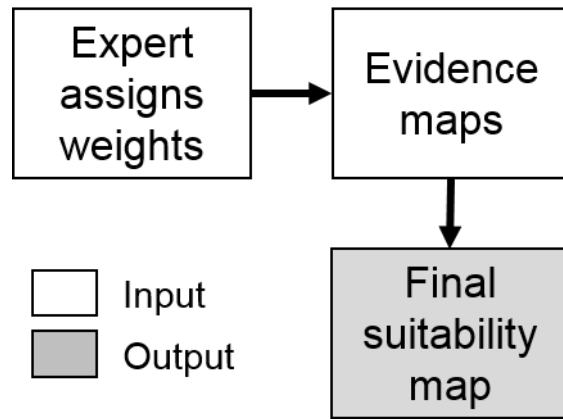 Expert
assigns
weights
Evidence
maps
Final
suitability
map
Input
Output